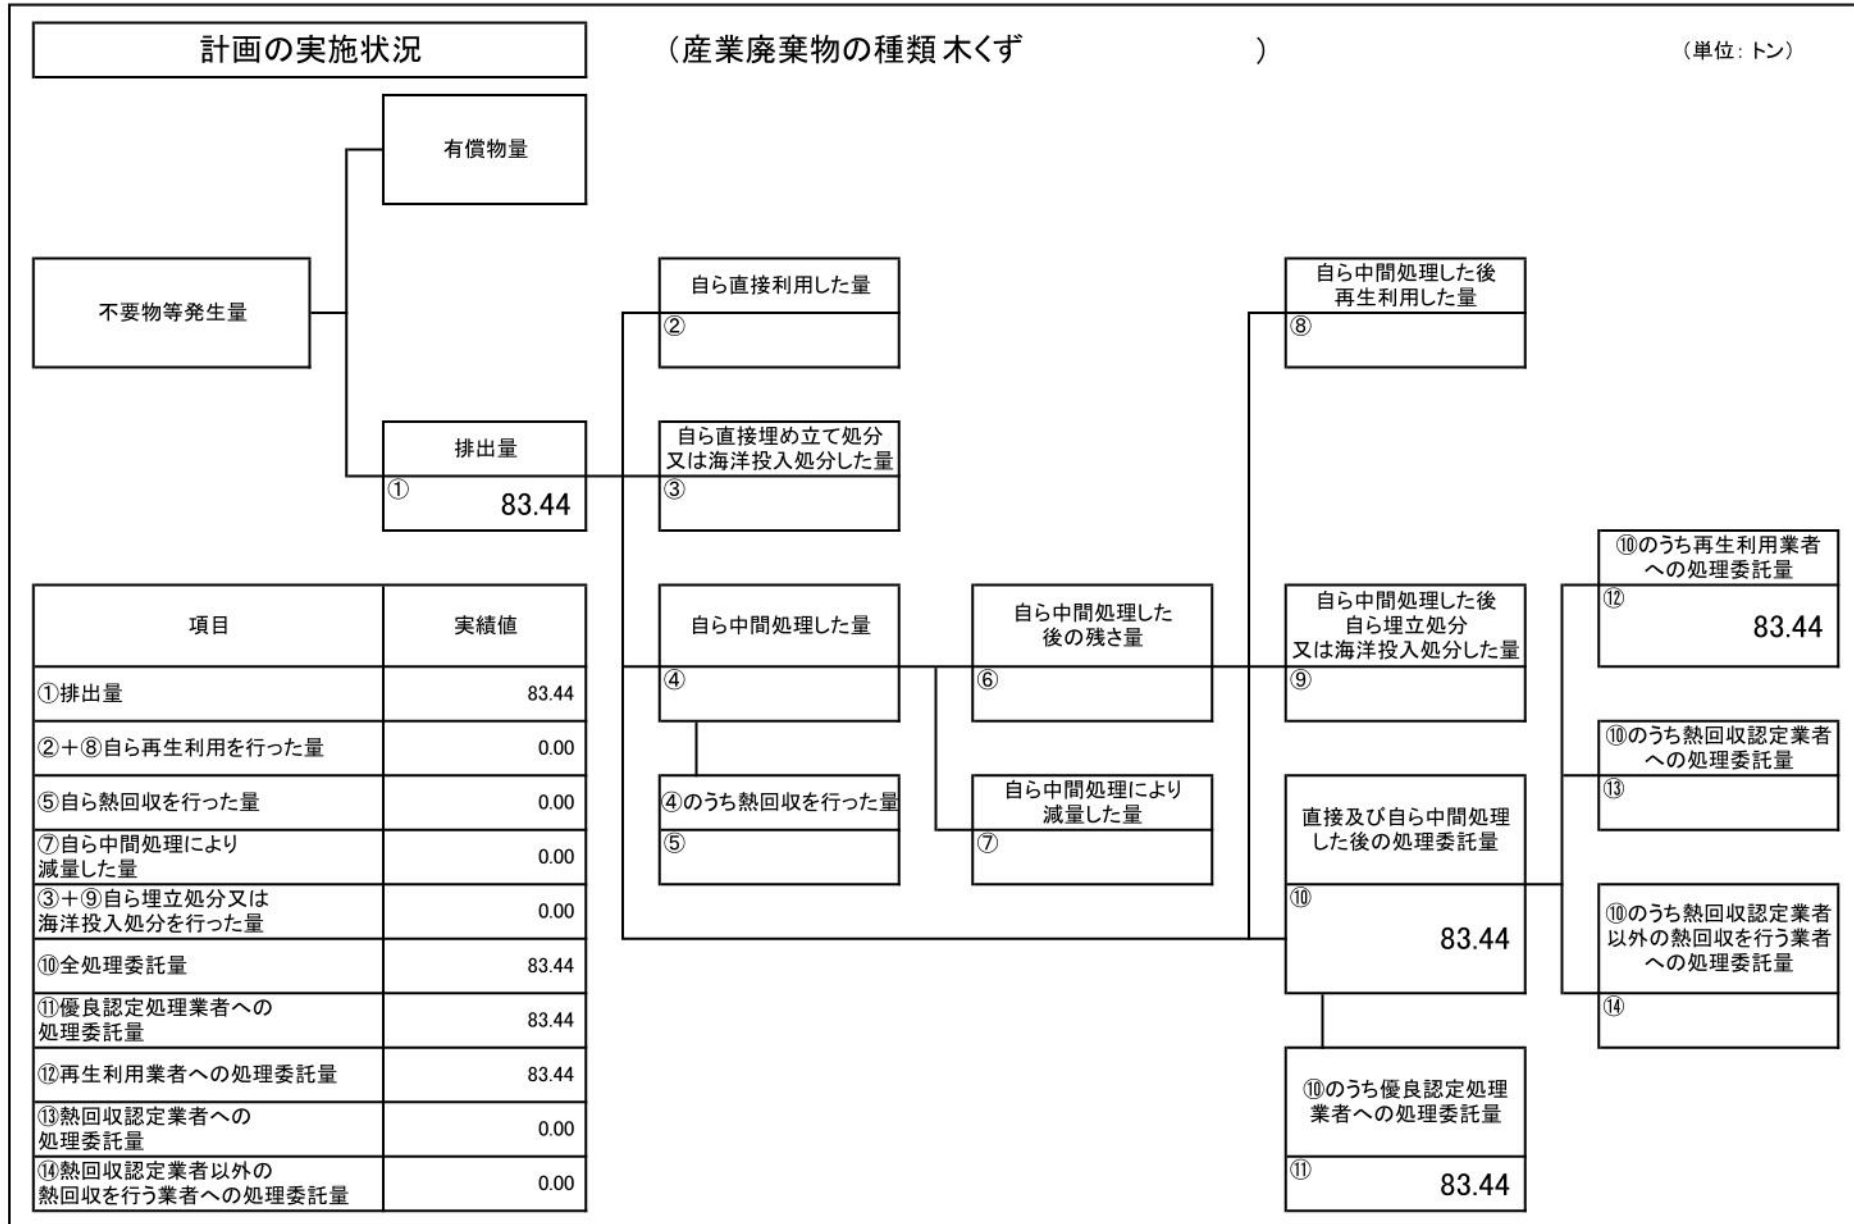 計画の実施状況
（産業廃棄物の種類 木くず ）
（単位：トン）
有償物量
不要物等発生量
自ら直接利用した量
②
自ら中間処理した後
再生利用した量
⑧
排出量
①
83.44
自ら直接埋め立て処分
又は海洋投入処分した量
③
⑩のうち再生利用業者
への処理委託量
⑫
83.44
自ら中間処理した量
④
自ら中間処理した
後の残さ量
⑥
自ら中間処理した後
自ら埋立処分
又は海洋投入処分した量
⑨
⑩のうち熱回収認定業者
への処理委託量
⑬
④のうち熱回収を行った量
⑤
自ら中間処理により
減量した量
⑦
直接及び自ら中間処理
した後の処理委託量
⑩
83.44
⑩のうち熱回収認定業者
以外の熱回収を行う業者
への処理委託量
⑭
⑩のうち優良認定処理
業者への処理委託量
⑪
83.44
項目 実績値
①排出量 83.44
②＋⑧自ら再生利用を行った量 0.00
⑤自ら熱回収を行った量 0.00
⑦自ら中間処理により
減量した量 0.00
③＋⑨自ら埋立処分又は
海洋投入処分を行った量 0.00
⑩全処理委託量 83.44
⑪優良認定処理業者への
処理委託量 83.44
⑫再生利用業者への処理委託量 83.44
⑬熱回収認定業者への
処理委託量 0.00
⑭熱回収認定業者以外の
熱回収を行う業者への処理委託量 0.00